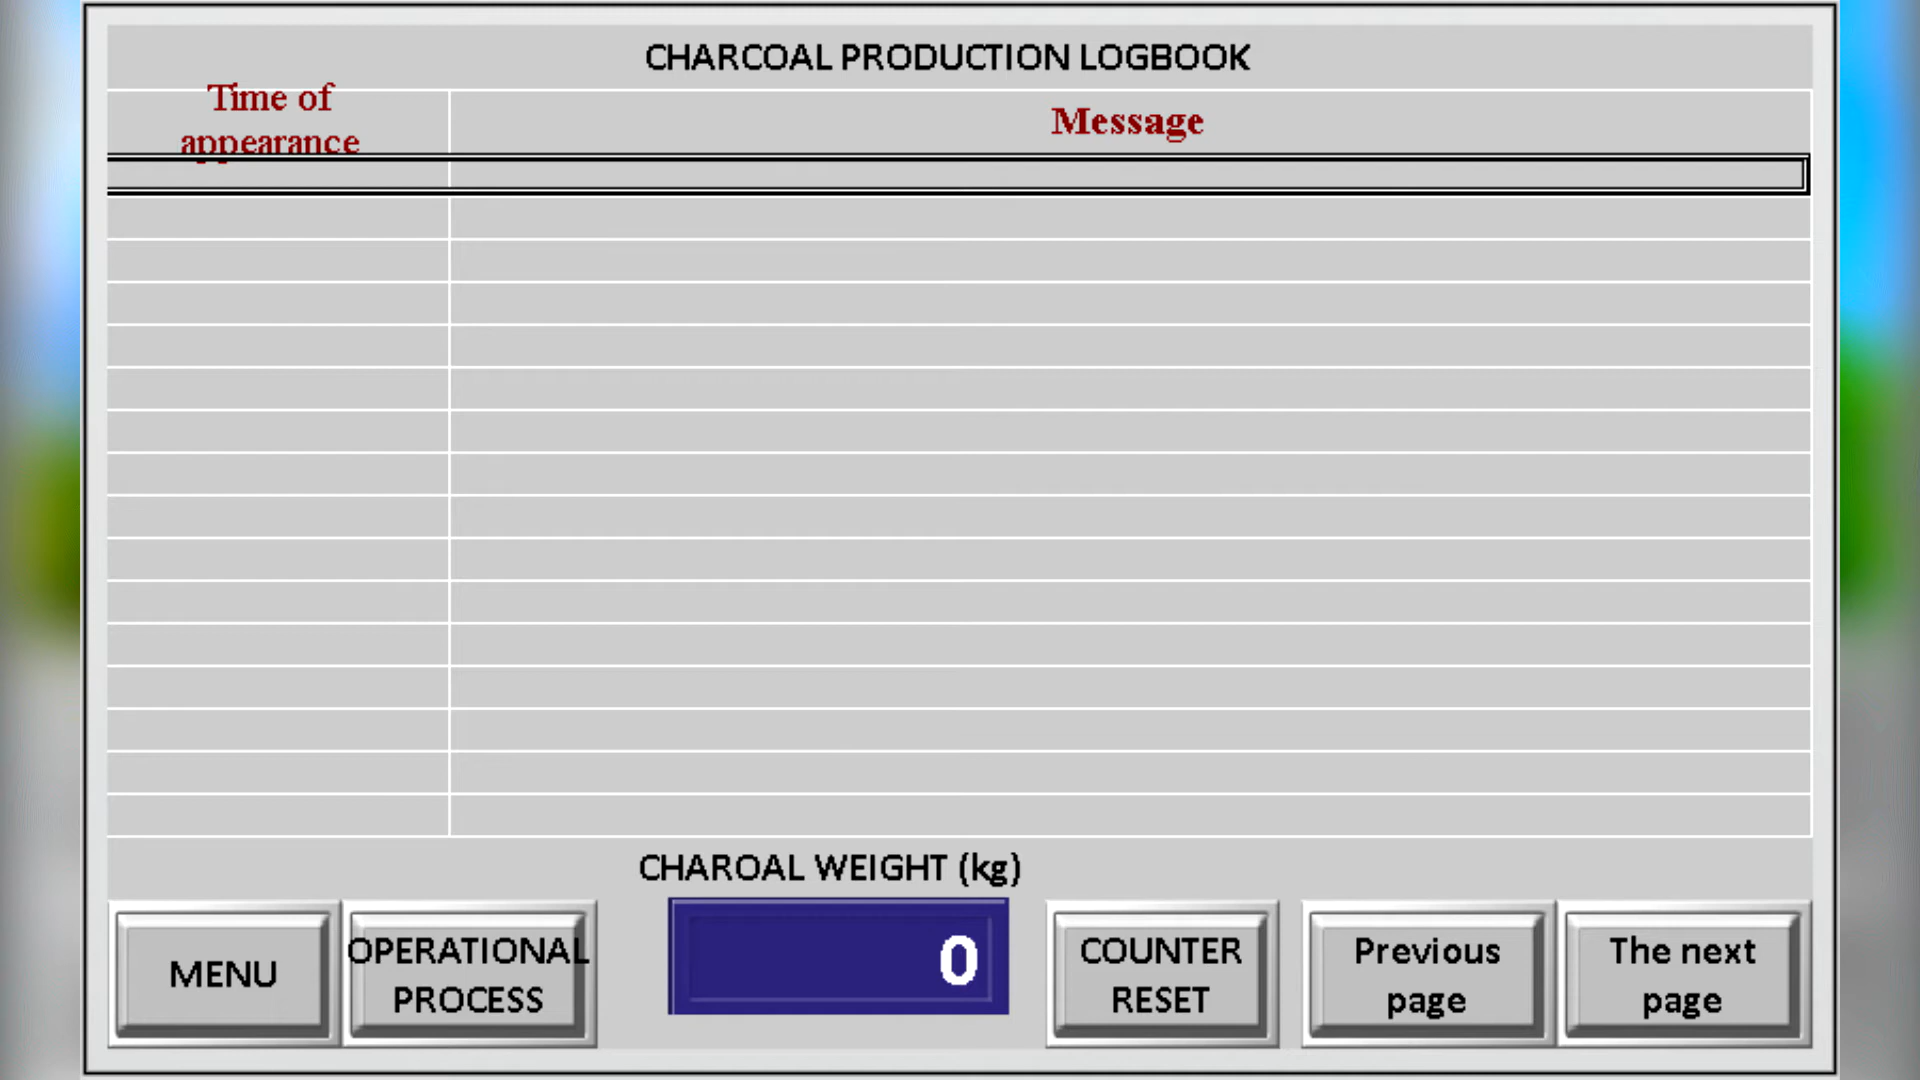 CHARCOAL PRODUCTION LOGBOOK
Time of
appearance
Message
CHAROAL WEIGHT (kg)
0
MENU
OPERATIONAL
PROCESS
COUNTER
RESET
Previous
page
The next
page